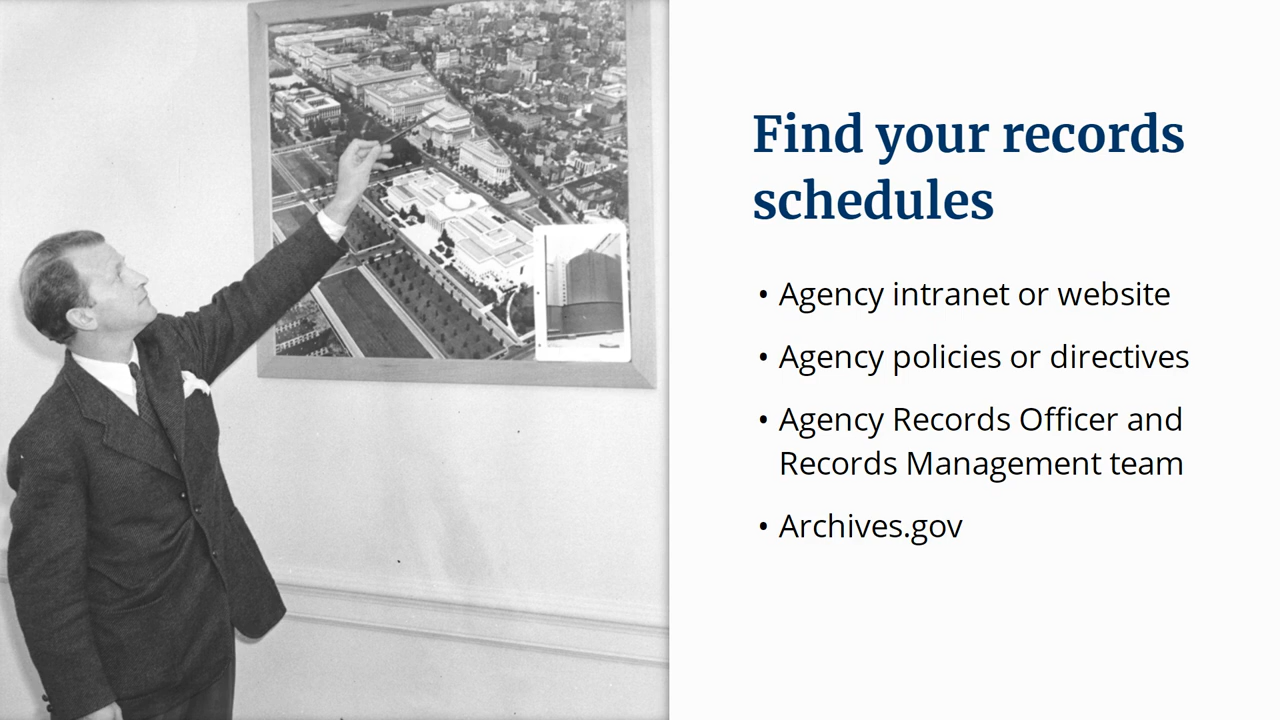 Find your records
schedules
• Agency intranet or website
• Agency policies or directives
• Agency Records Officer and
Records Management team
• Archives.gov